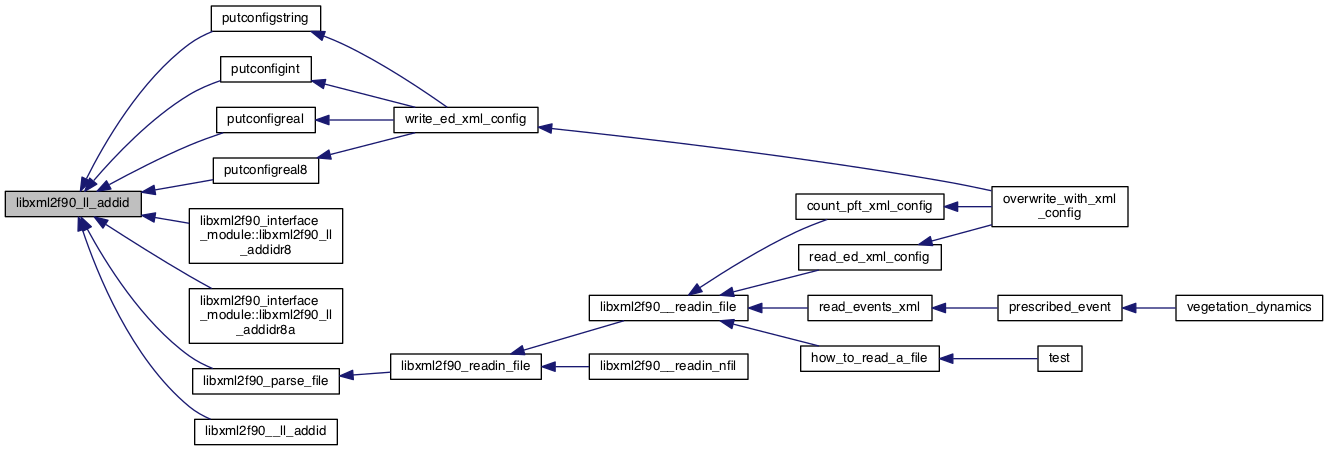 putconfigstring
putconfigint
putconfigreal
write_ed_xml_config
putconfigreal8
libxml2f90_ll_addid
libxml2f90_interface
_module::libxml2f90_ll
_addidr8
libxml2f90_interface
_module::libxml2f90_ll
_addidr8a
libxml2f90_parse_file
libxml2f90__ll_addid
libxml2f90_readin_file
libxml2f90__readin_file
libxml2f90__readin_nfil
count_pft_xml_config
read_ed_xml_config
read_events_xml
how_to_read_a_file
overwrite_with_xml
_config
prescribed_event
test
vegetation_dynamics